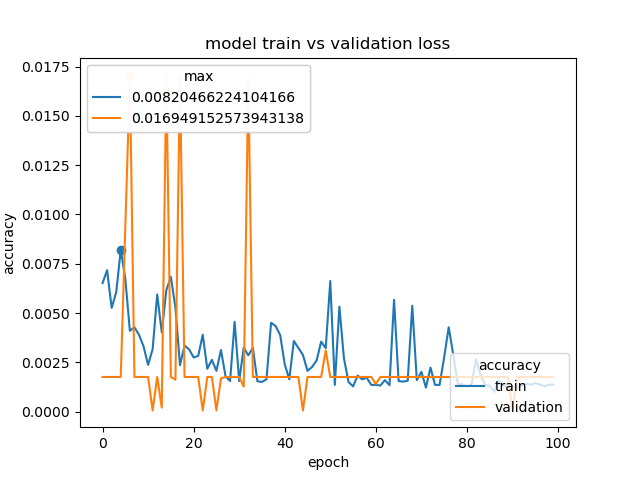 model train vs validation loss
max
0.00820466224104166
0.016949152573943138
accuracy
0.0175
0.0150
0.0125
0.0100
0.0075
0.0050
0.0025
0.0000
accuracy
train
validation
0 20 40 60 80 100
epoch